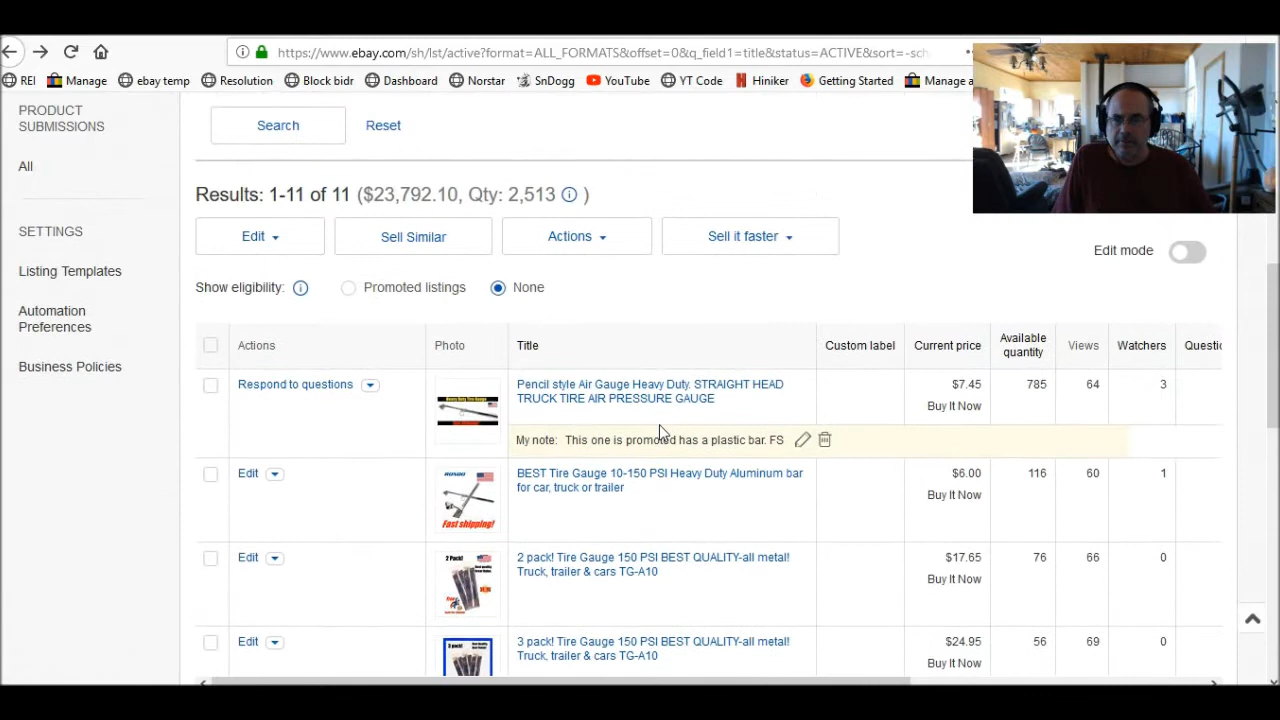 https://www.ebay.com/sh/lst/active?format=ALL_FORMATS&offset=0&q_field1=title&status=ACTIVE&sort=-sch
REI Manage ebay temp Resolution Block bidr Dashboard Norstar SnDogg YouTube YT Code Hiniker Getting Started Manage a
PRODUCT
SUBMISSIONS
All
SETTINGS
Listing Templates
Automation
Preferences
Business Policies
Search Reset
Results: 1-11 of 11 ($23,792.10, Qty: 2,513 )
Edit Sell Similar Actions Sell it faster
Edit mode
Show eligibility: Promoted listings None
Actions Photo Title Custom label Current price Available quantity Views Watchers Questic
Respond to questions
Heavy Duty Tire Gauge
Pencil style Air Gauge Heavy Duty. STRAIGHT HEAD
TRUCK TIRE AIR PRESSURE GAUGE
$7.45 785 64 3
Buy It Now
My note: This one is promoted has a plastic bar. FS
Edit
BEST Tire Gauge 10-150 PSI Heavy Duty Aluminum bar
for car, truck or trailer
$6.00 116 60 1
Buy It Now
Fast shipping!
Edit
2 Pack!
2 pack! Tire Gauge 150 PSI BEST QUALITY-all metal!
Truck, trailer & cars TG-A10
$17.65 76 66 0
Buy It Now
Edit
3 pack!
3 pack! Tire Gauge 150 PSI BEST QUALITY-all metal!
Truck, trailer & cars TG-A10
$24.95 56 69 0
Buy It Now